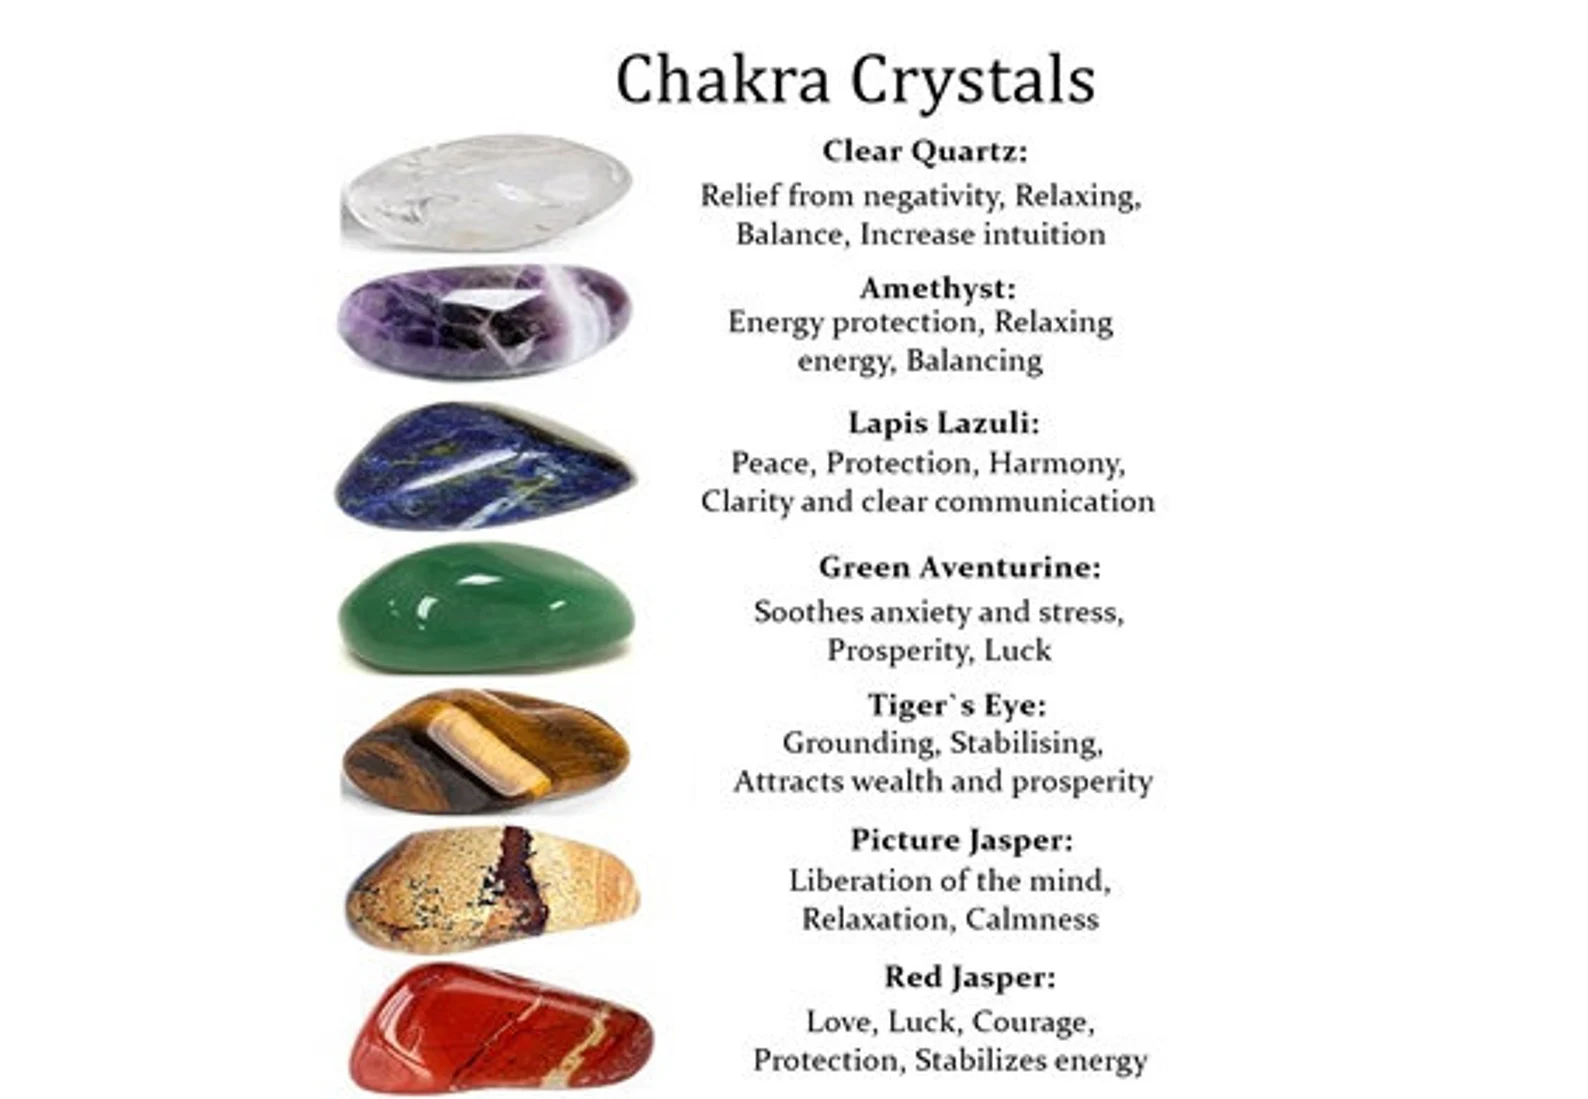 Chakra Crystals
Clear Quartz:
Relief from negativity, Relaxing,
Balance, Increase intuition
Amethyst:
Energy protection, Relaxing
energy, Balancing
Lapis Lazuli:
Peace, Protection, Harmony,
Clarity and clear communication
Green Aventurine:
Soothes anxiety and stress,
Prosperity, Luck
Tiger`s Eye:
Grounding, Stabilising,
Attracts wealth and prosperity
Picture Jasper:
Liberation of the mind,
Relaxation, Calmness
Red Jasper:
Love, Luck, Courage,
Protection, Stabilizes energy